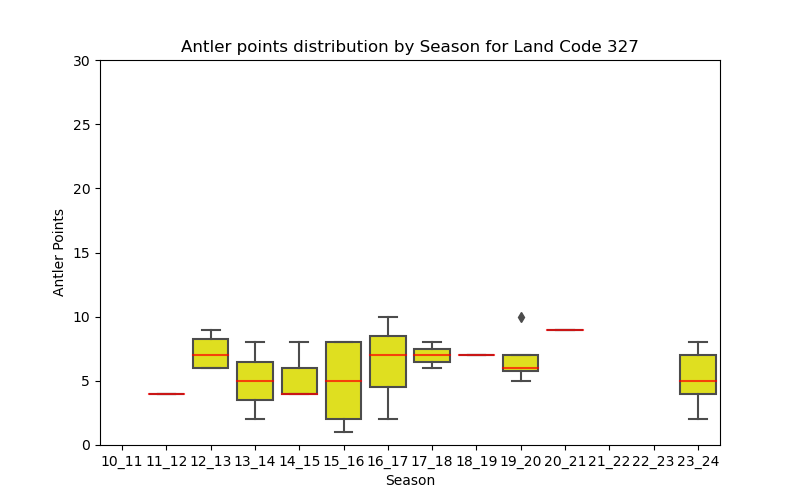 Antler points distribution by Season for Land Code 327
Antler Points
30
25
20
15
10
5
0
10_11 11_12 12_13 13_14 14_15 15_16 16_17 17_18 18_19 19_20 20_21 21_22 22_23 23_24
Season